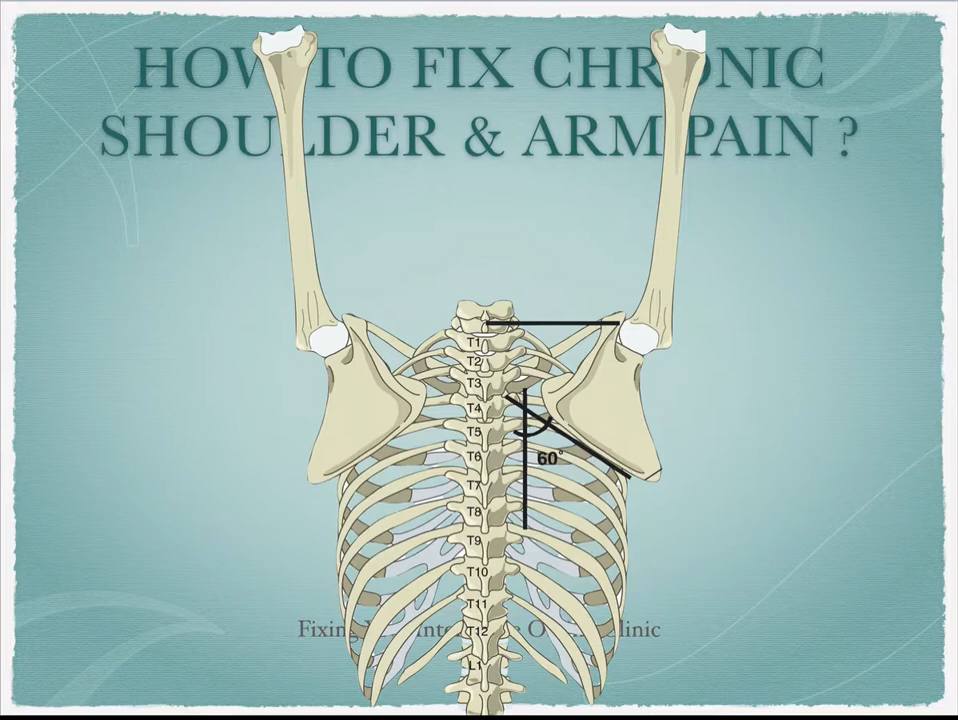 HOW TO FIX CHRONIC
SHOULDER & ARM PAIN ?
T1
T2
T3
T4
T5
T6
60°
T7
T8
T9
T10
T11
T12
Fixing Clinic
L1